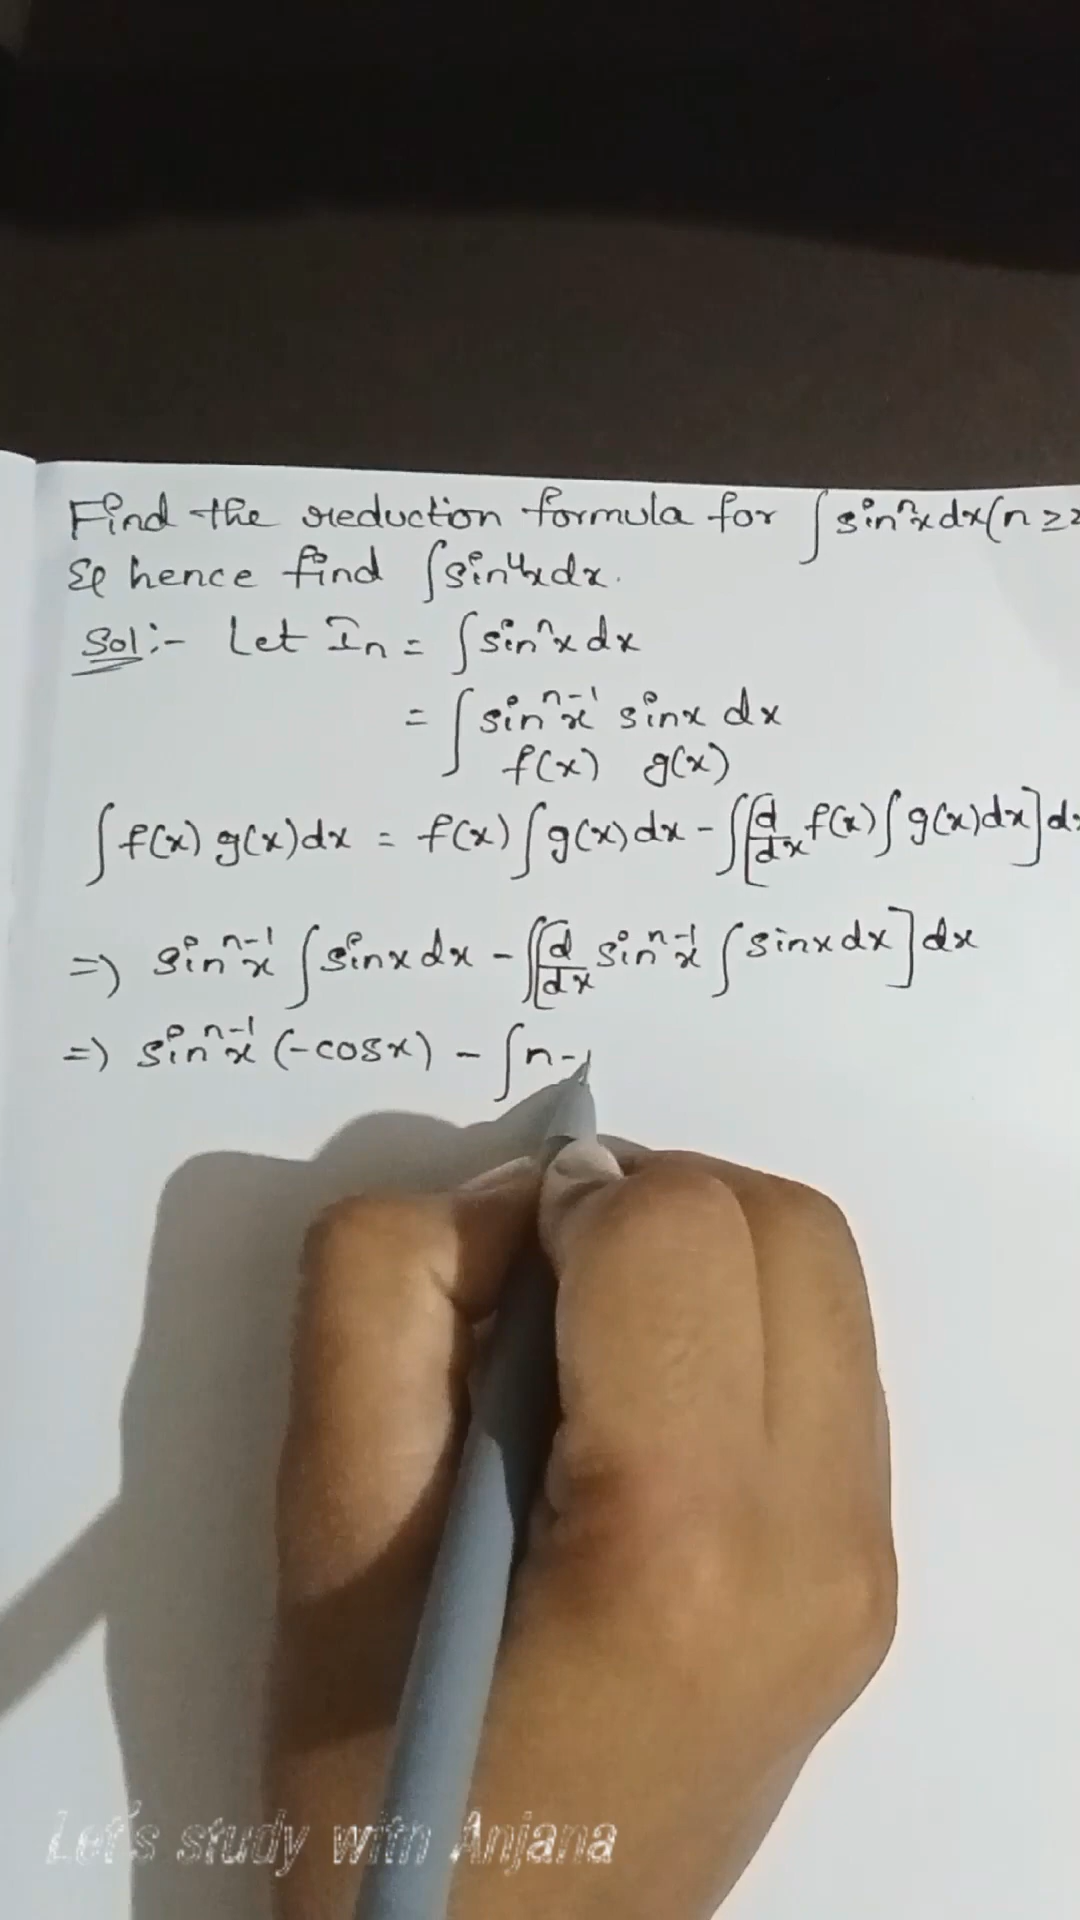 Find the reduction formula for ∫sinⁿx dx (n ≥ 2
& hence find ∫sin⁴x dx.
Sol:- Let Iₙ = ∫sinⁿx dx
= ∫sinⁿ⁻¹x sinx dx
f(x) g(x)
∫f(x) g(x) dx = f(x) ∫g(x) dx - ∫[d/dx f(x) ∫g(x) dx] d
=> sinⁿ⁻¹x ∫sinx dx - ∫[d/dx sinⁿ⁻¹x ∫sinx dx] dx
=> sinⁿ⁻¹x (-cosx) - ∫n-1
Let's study with Anjana